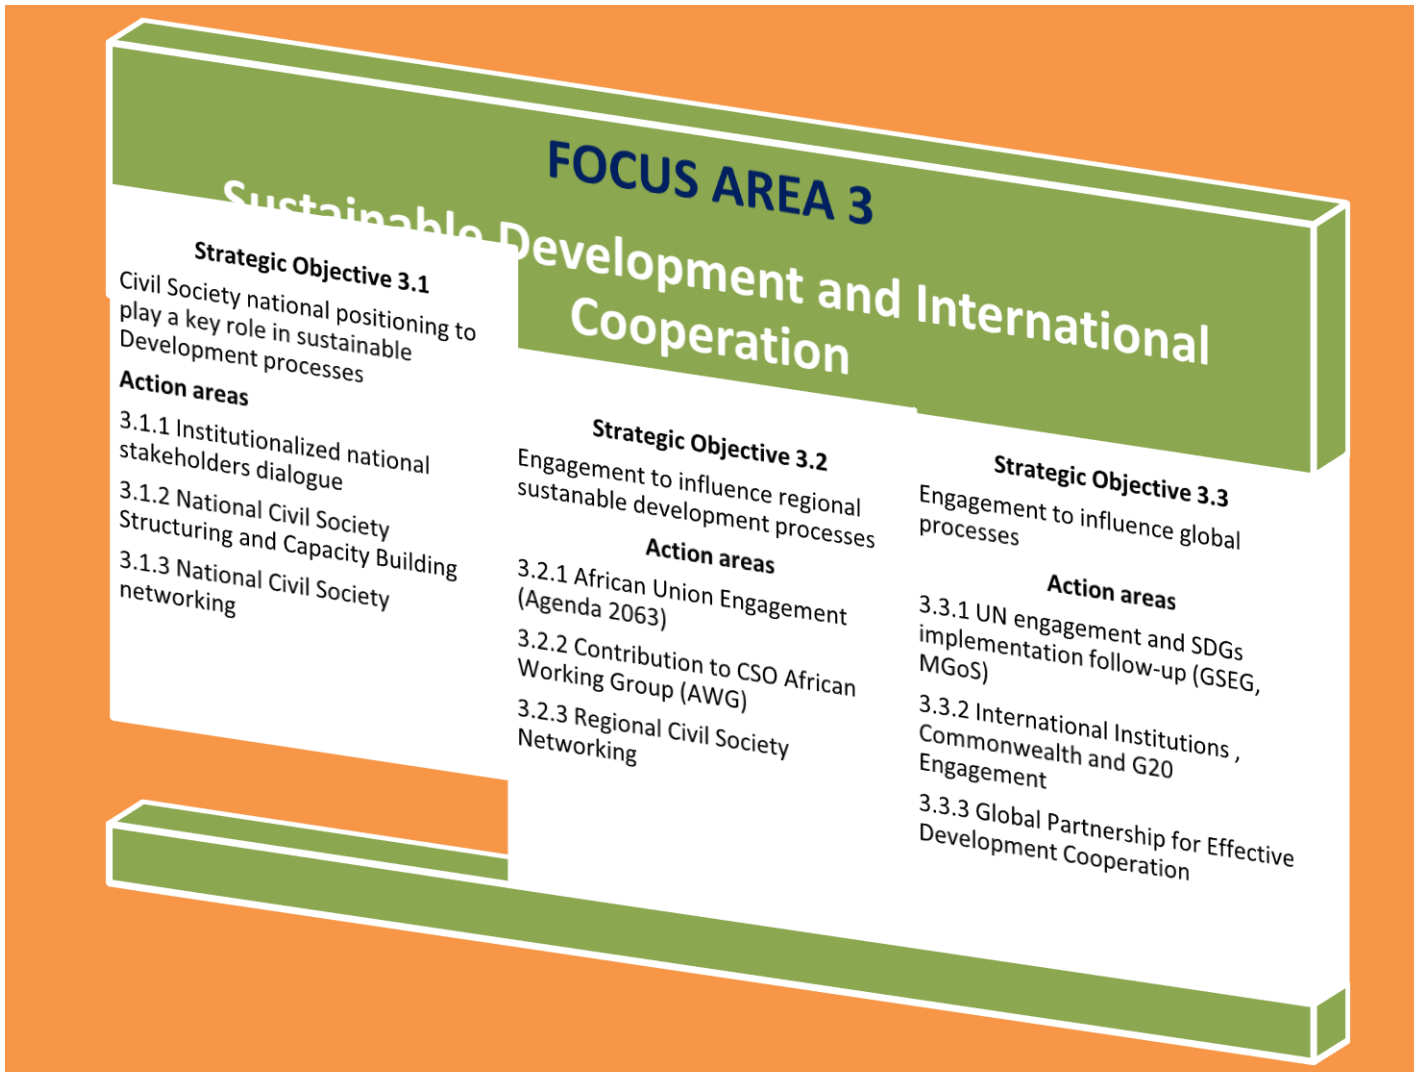 FOCUS AREA 3
Sustainable Development and International
Cooperation
Strategic Objective 3.1
Civil Society national positioning to
play a key role in sustainable
Development processes
Action areas
3.1.1 Institutionalized national
stakeholders dialogue
3.1.2 National Civil Society
Structuring and Capacity Building
3.1.3 National Civil Society
networking
Strategic Objective 3.2
Engagement to influence regional
sustanable development processes
Action areas
3.2.1 African Union Engagement
(Agenda 2063)
3.2.2 Contribution to CSO African
Working Group (AWG)
3.2.3 Regional Civil Society
Networking
Strategic Objective 3.3
Engagement to influence global
processes
Action areas
3.3.1 UN engagement and SDGs
implementation follow-up (GSEG,
MGoS)
3.3.2 International Institutions ,
Commonwealth and G20
Engagement
3.3.3 Global Partnership for Effective
Development Cooperation